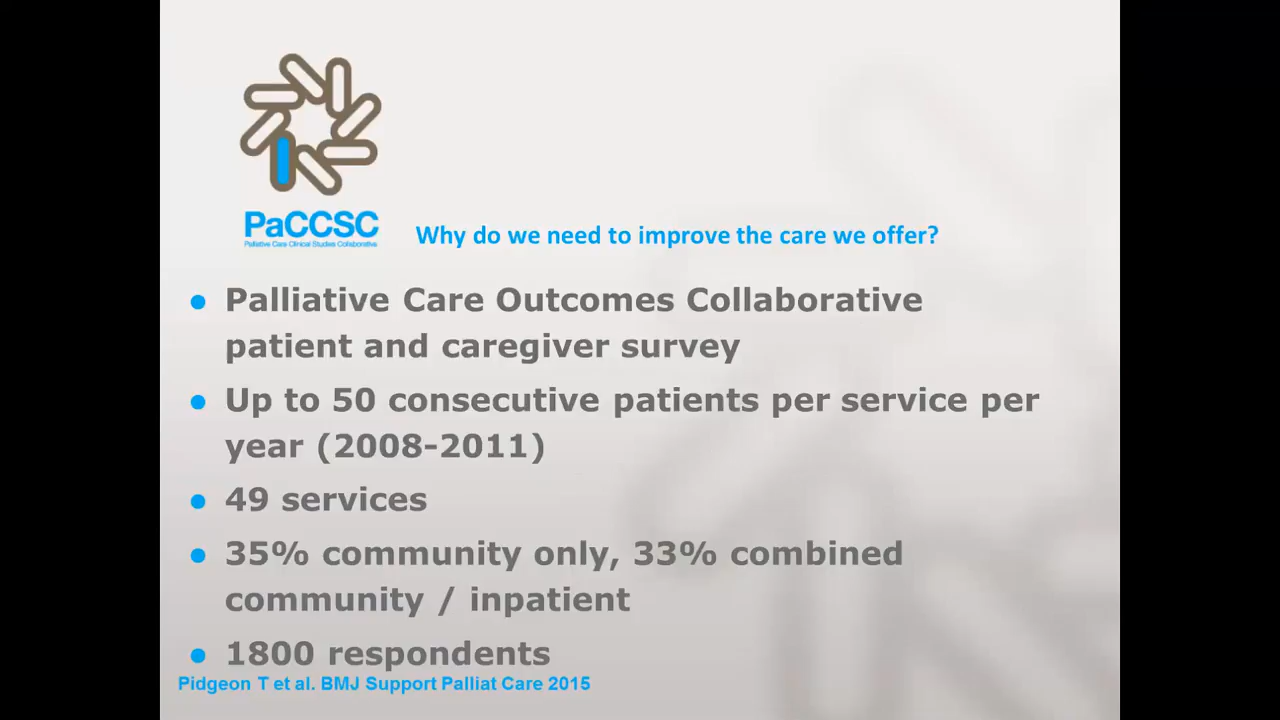 PaCCSC
Palliative Care Clinical Studies Collaborative
Why do we need to improve the care we offer?
Palliative Care Outcomes Collaborative
patient and caregiver survey
Up to 50 consecutive patients per service per
year (2008-2011)
49 services
35% community only, 33% combined
community / inpatient
1800 respondents
Pidgeon T et al. BMJ Support Palliat Care 2015